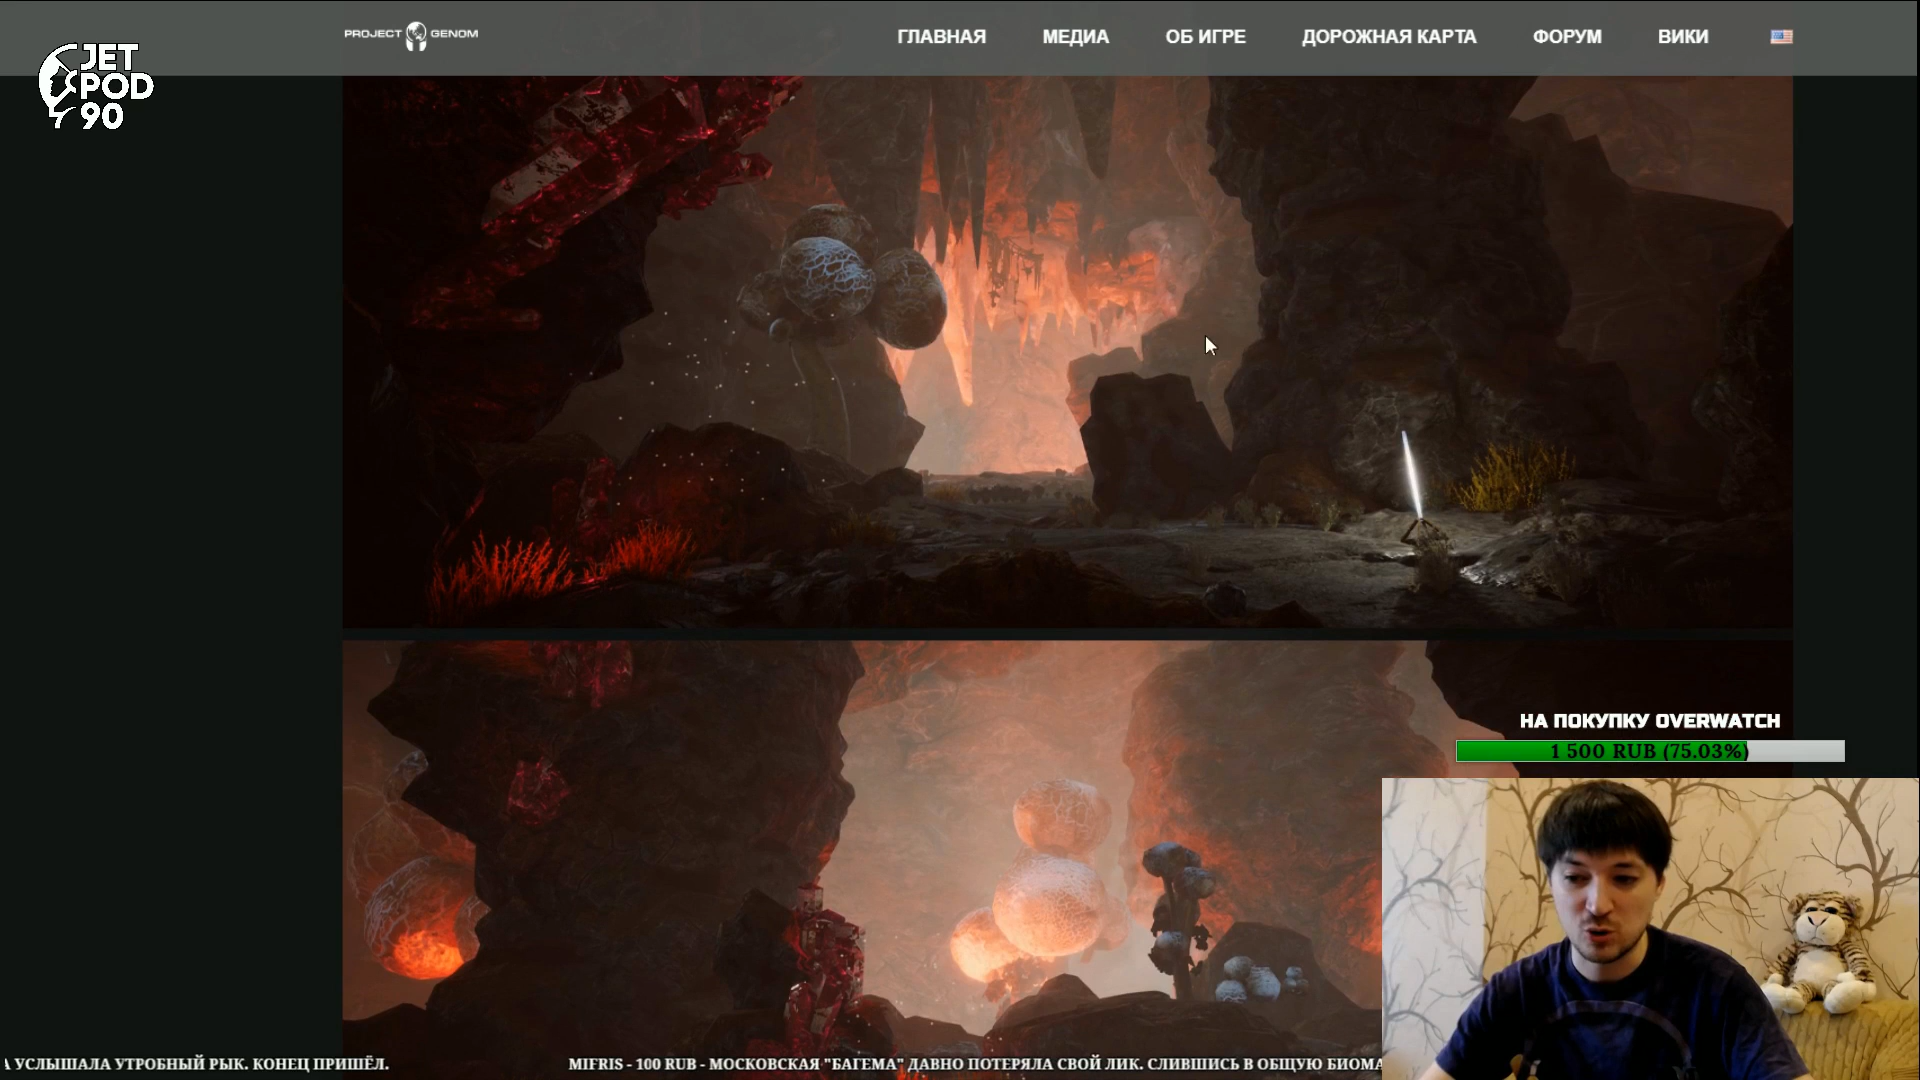 PROJECT GENOM
ГЛАВНАЯ
МЕДИА
ОБ ИГРЕ
ДОРОЖНАЯ КАРТА
ФОРУМ
ВИКИ
JET
POD
90
НА ПОКУПКУ OVERWATCH
1 500 RUB (75.03%)
А УСЛЫШАЛА УТРОБНЫЙ РЫК. КОНЕЦ ПРИШЁЛ.
MIFRIS - 100 RUB - МОСКОВСКАЯ "БАГЕМА" ДАВНО ПОТЕРЯЛА СВОЙ ЛИК. СЛИВШИСЬ В ОБЩУЮ БИОМА